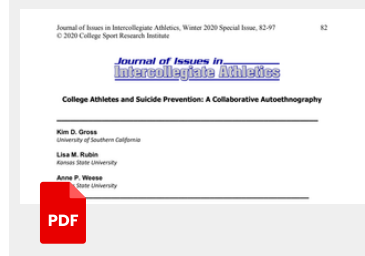 Journal of Issues in Intercollegiate Athletics, Winter 2020 Special Issue, 82-97 82
© 2020 College Sport Research Institute
Journal of Issues in
Intercollegiate Athletics
College Athletes and Suicide Prevention: A Collaborative Autoethnography
Kim D. Gross
University of Southern California
Lisa M. Rubin
Kansas State University
Anne P. Weese
State University
PDF